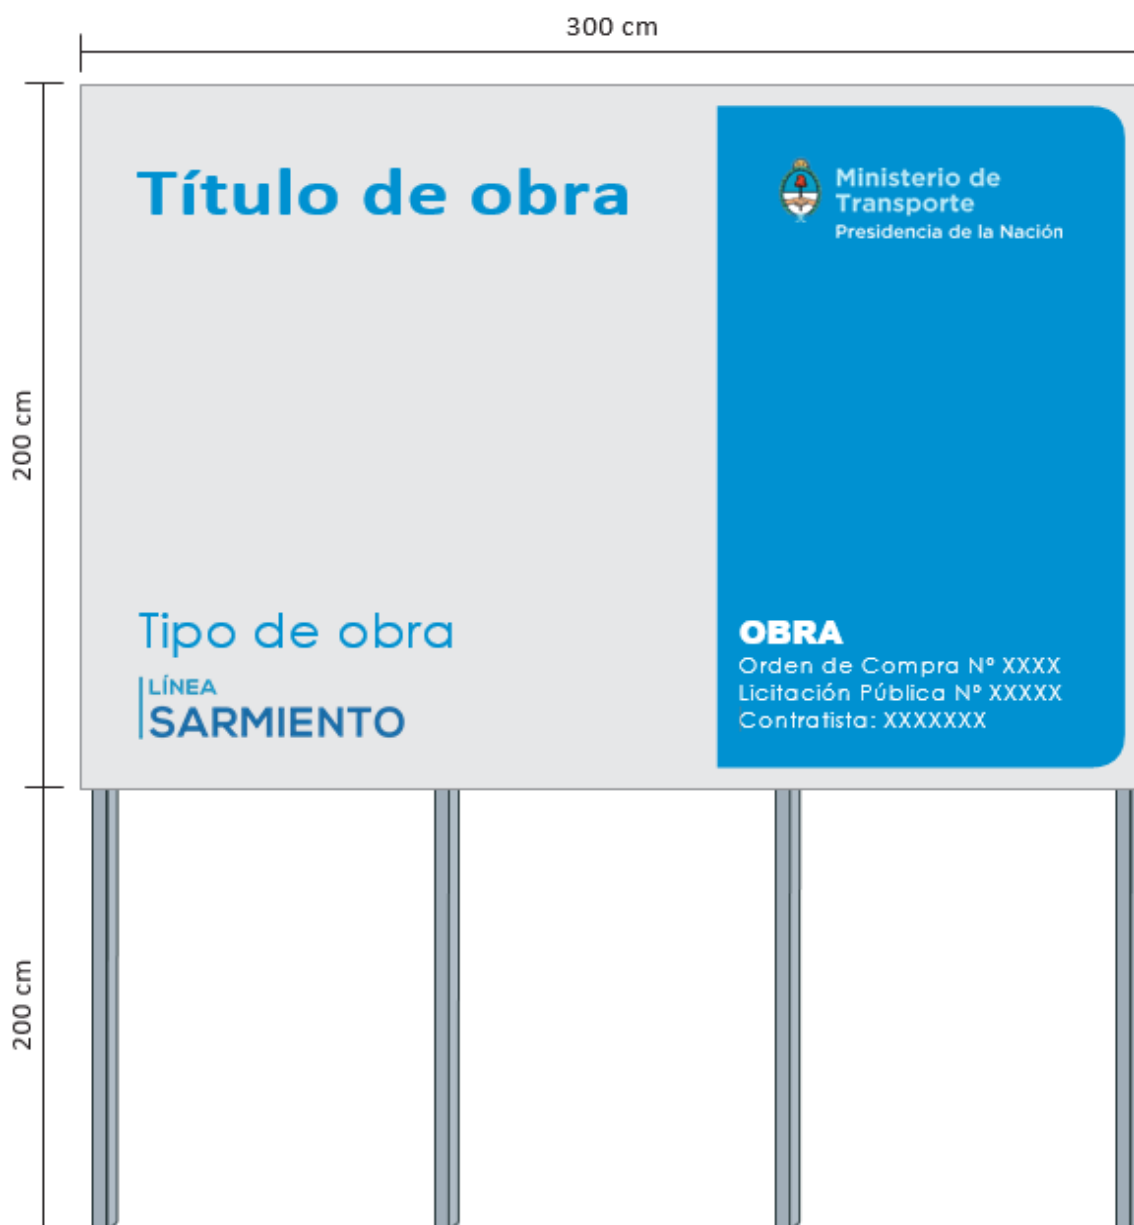 300 cm
Título de obra
Ministerio de
Transporte
Presidencia de la Nación
200 cm
Tipo de obra
LÍNEA
SARMIENTO
OBRA
Orden de Compra Nº XXXX
Licitación Pública Nº XXXXX
Contratista: XXXXXXX
200 cm